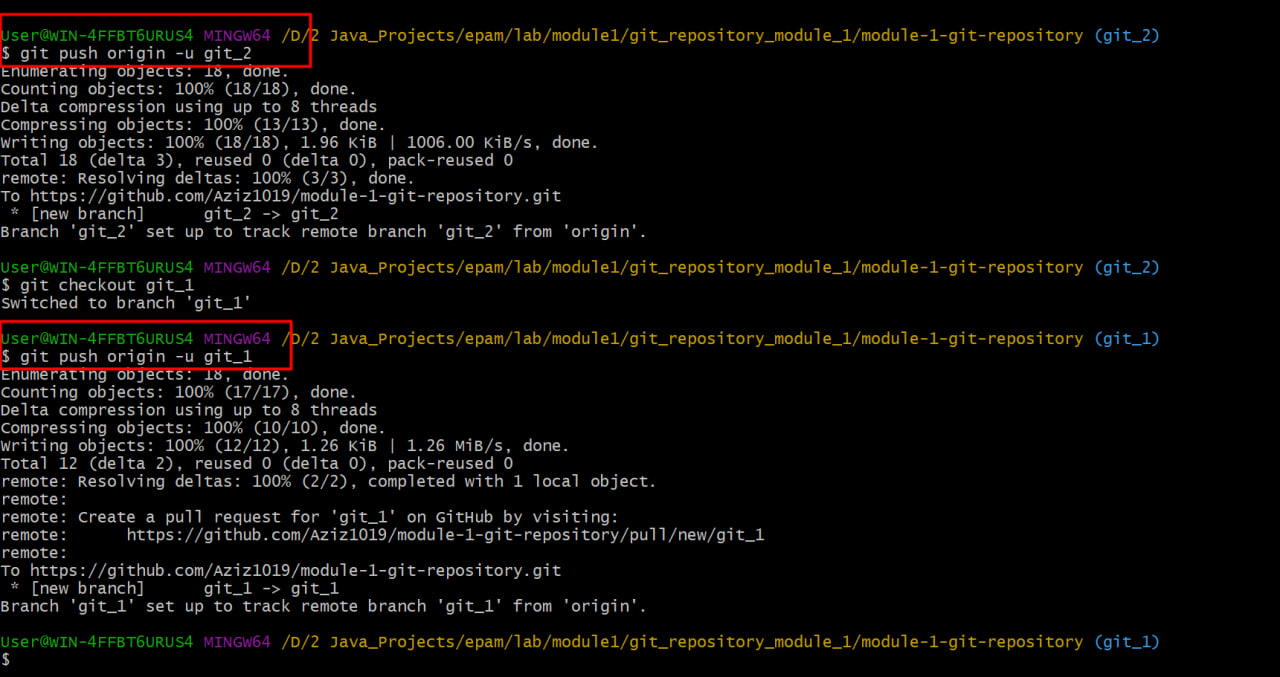 User@WIN-4FFBT6URUS4 MINGW64 /D/2 Java_Projects/epam/lab/module1/git_repository_module_1/module-1-git-repository (git_2)
$ git push origin -u git_2
Enumerating objects: 18, done.
Counting objects: 100% (18/18), done.
Delta compression using up to 8 threads
Compressing objects: 100% (13/13), done.
Writing objects: 100% (18/18), 1.96 KiB | 1006.00 KiB/s, done.
Total 18 (delta 3), reused 0 (delta 0), pack-reused 0
remote: Resolving deltas: 100% (3/3), done.
To https://github.com/Aziz1019/module-1-git-repository.git
 * [new branch]      git_2 -> git_2
Branch 'git_2' set up to track remote branch 'git_2' from 'origin'.

User@WIN-4FFBT6URUS4 MINGW64 /D/2 Java_Projects/epam/lab/module1/git_repository_module_1/module-1-git-repository (git_2)
$ git checkout git_1
Switched to branch 'git_1'

User@WIN-4FFBT6URUS4 MINGW64 /D/2 Java_Projects/epam/lab/module1/git_repository_module_1/module-1-git-repository (git_1)
$ git push origin -u git_1
Enumerating objects: 18, done.
Counting objects: 100% (17/17), done.
Delta compression using up to 8 threads
Compressing objects: 100% (10/10), done.
Writing objects: 100% (12/12), 1.26 KiB | 1.26 MiB/s, done.
Total 12 (delta 2), reused 0 (delta 0), pack-reused 0
remote: Resolving deltas: 100% (2/2), completed with 1 local object.
remote:
remote: Create a pull request for 'git_1' on GitHub by visiting:
remote:      https://github.com/Aziz1019/module-1-git-repository/pull/new/git_1
remote:
To https://github.com/Aziz1019/module-1-git-repository.git
 * [new branch]      git_1 -> git_1
Branch 'git_1' set up to track remote branch 'git_1' from 'origin'.

User@WIN-4FFBT6URUS4 MINGW64 /D/2 Java_Projects/epam/lab/module1/git_repository_module_1/module-1-git-repository (git_1)
$